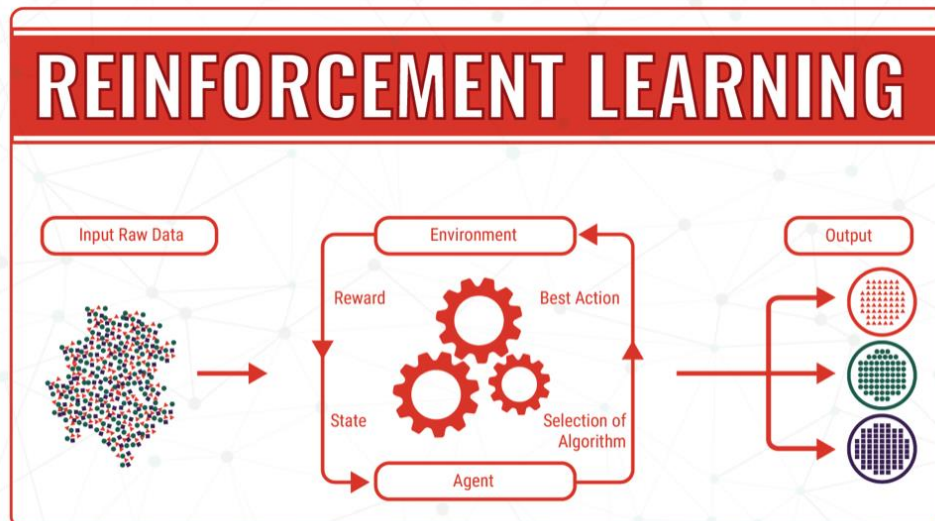 REINFORCEMENT LEARNING
Input Raw Data
Environment
Output
Reward
Best Action
State
Selection of
Algorithm
Agent